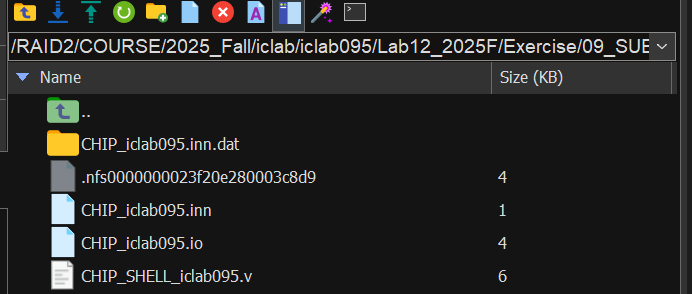 /RAID2/COURSE/2025_Fall/iclab/iclab095/Lab12_2025F/Exercise/09_SUB
Name Size (KB)
..
CHIP_iclab095.inn.dat
.nfs0000000023f20e280003c8d9 4
CHIP_iclab095.inn 1
CHIP_iclab095.io 4
CHIP_SHELL_iclab095.v 6